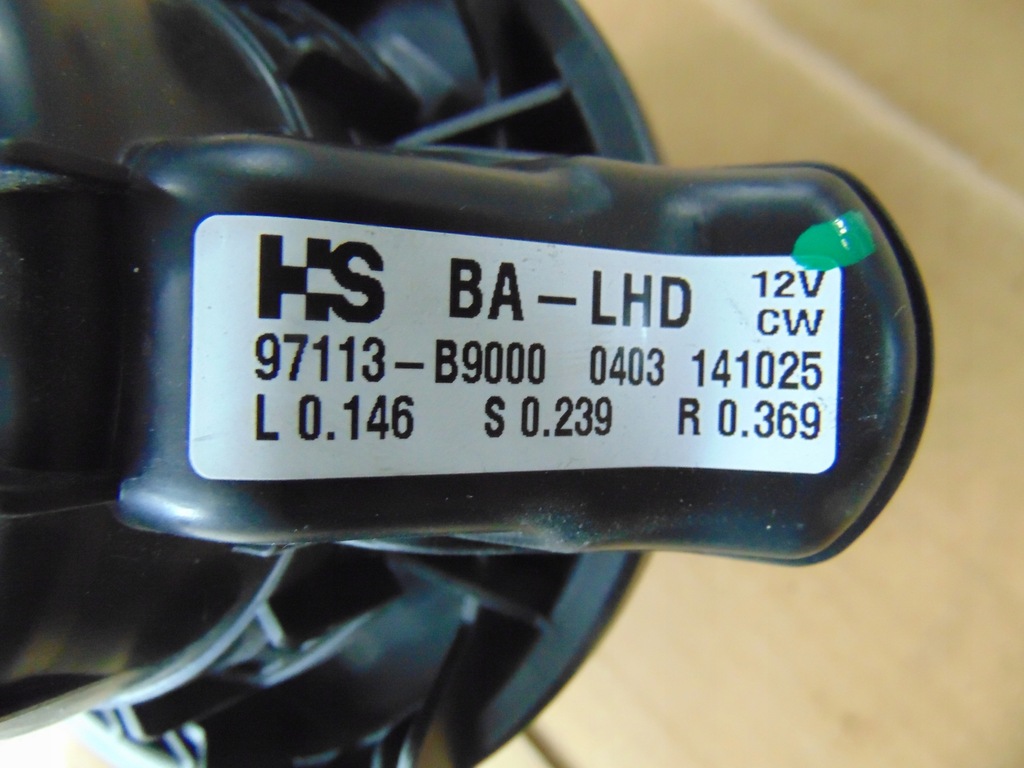 HS BA-LHD 12V
CW
97113-B9000 0403 141025
L 0.146 S 0.239 R 0.369